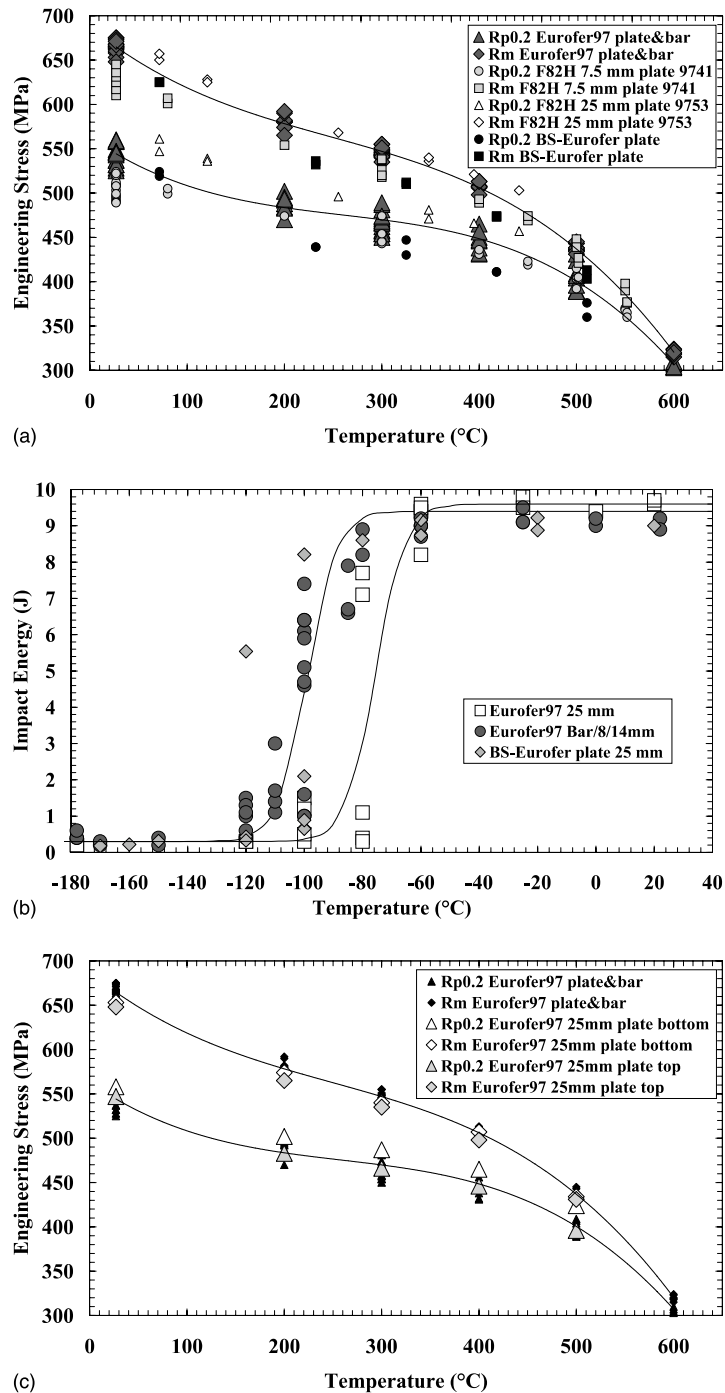 700
650
600
550
500
450
400
350
300
Engineering Stress (MPa)
Rp0.2 Eurofer97 plate&bar
Rm Eurofer97 plate&bar
Rp0.2 F82H 7.5 mm plate 9741
Rm F82H 7.5 mm plate 9741
Rp0.2 F82H 25 mm plate 9753
Rm F82H 25 mm plate 9753
Rp0.2 BS-Eurofer plate
Rm BS-Eurofer plate
0 100 200 300 400 500 600
Temperature (°C)
(a)
10
9
8
7
6
5
4
3
2
1
0
Impact Energy (J)
Eurofer97 25 mm
Eurofer97 Bar/8/14mm
BS-Eurofer plate 25 mm
-180 -160 -140 -120 -100 -80 -60 -40 -20 0 20 40
Temperature (°C)
(b)
700
650
600
550
500
450
400
350
300
Engineering Stress (MPa)
Rp0.2 Eurofer97 plate&bar
Rm Eurofer97 plate&bar
Rp0.2 Eurofer97 25mm plate bottom
Rm Eurofer97 25mm plate bottom
Rp0.2 Eurofer97 25mm plate top
Rm Eurofer97 25mm plate top
0 100 200 300 400 500 600
Temperature (°C)
(c)